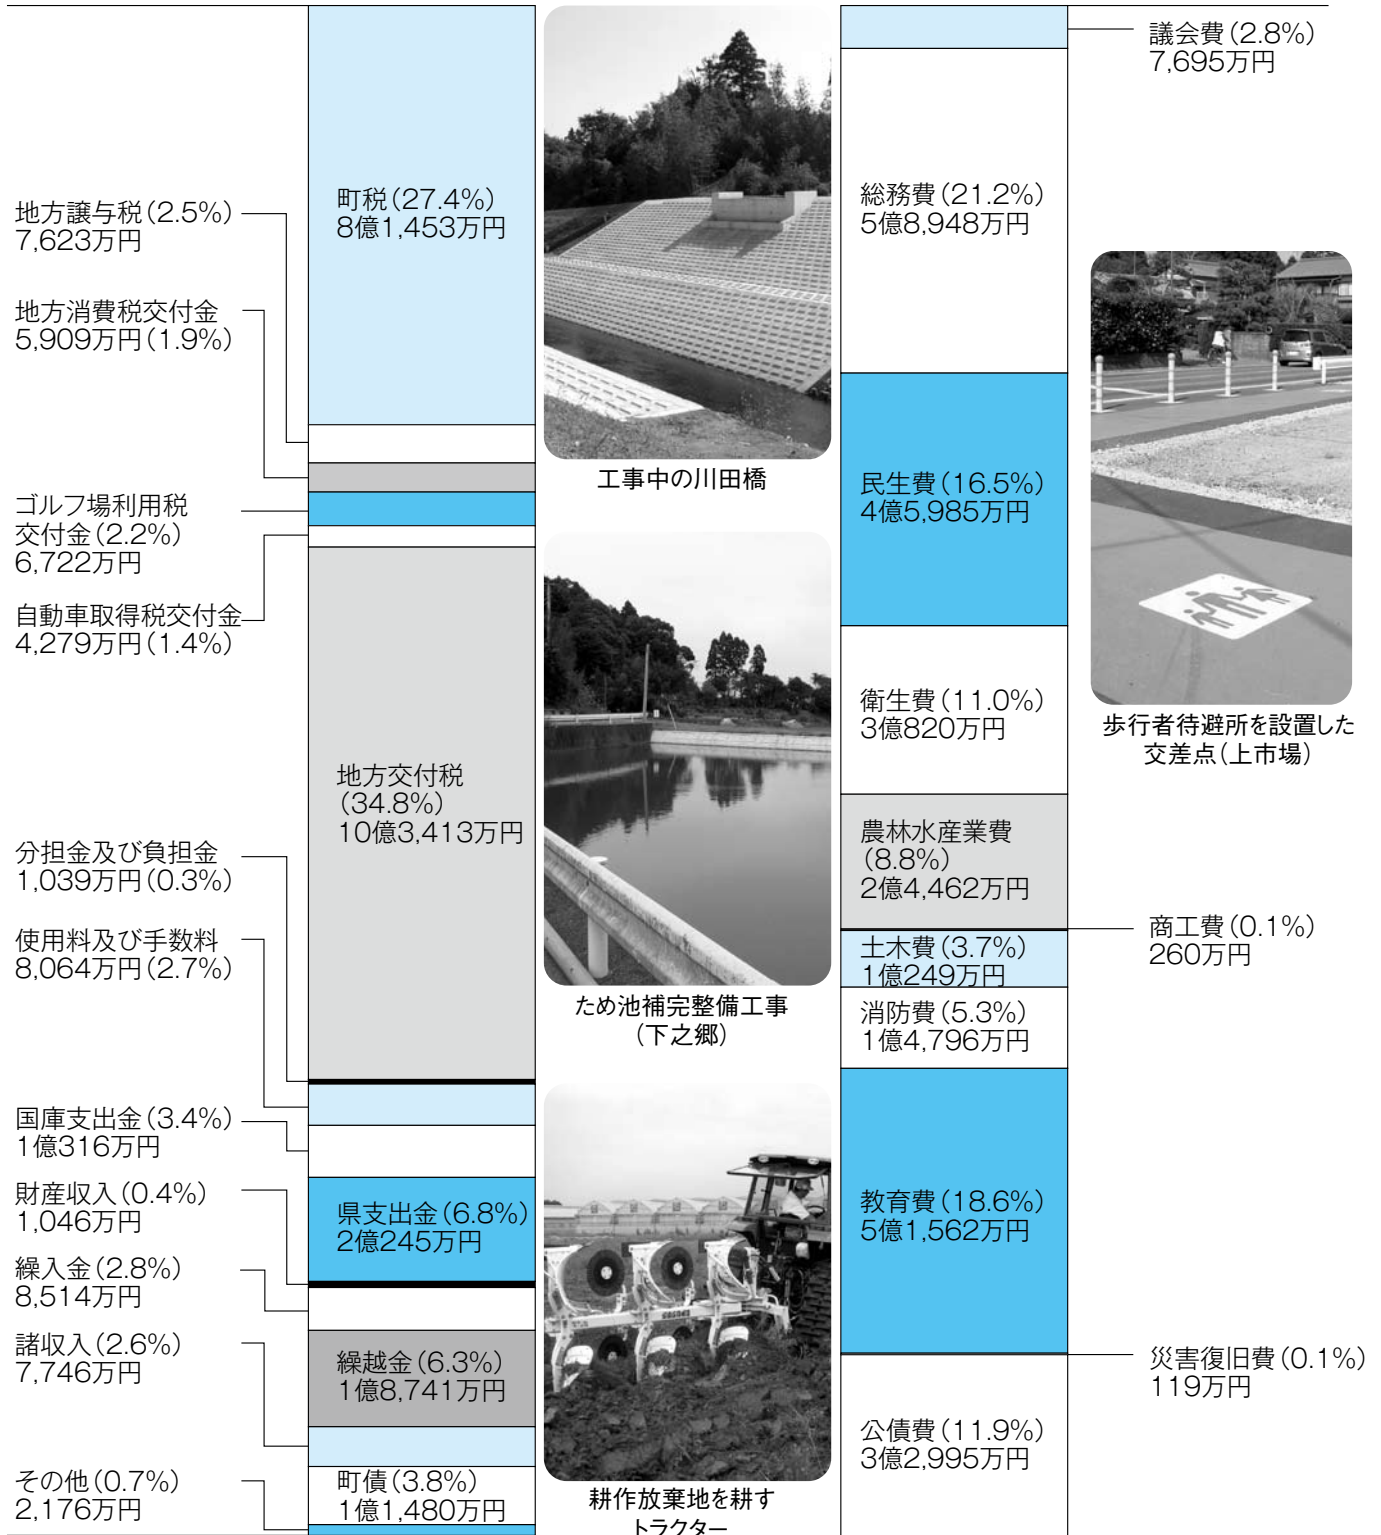 町税(27.4%)
8億1,453万円
地方譲与税(2.5%)
7,623万円
地方消費税交付金
5,909万円(1.9%)
ゴルフ場利用税
交付金(2.2%)
6,722万円
自動車取得税交付金
4,279万円(1.4%)
地方交付税
(34.8%)
10億3,413万円
分担金及び負担金
1,039万円(0.3%)
使用料及び手数料
8,064万円(2.7%)
国庫支出金(3.4%)
1億316万円
県支出金(6.8%)
2億245万円
財産収入(0.4%)
1,046万円
繰入金(2.8%)
8,514万円
繰越金(6.3%)
1億8,741万円
諸収入(2.6%)
7,746万円
町債(3.8%)
1億1,480万円
その他(0.7%)
2,176万円
工事中の川田橋
ため池補完整備工事
(下之郷)
耕作放棄地を耕す
トラクター
議会費(2.8%)
7,695万円
総務費(21.2%)
5億8,948万円
民生費(16.5%)
4億5,985万円
衛生費(11.0%)
3億820万円
農林水産業費
(8.8%)
2億4,462万円
商工費(0.1%)
260万円
土木費(3.7%)
1億249万円
消防費(5.3%)
1億4,796万円
教育費(18.6%)
5億1,562万円
災害復旧費(0.1%)
119万円
公債費(11.9%)
3億2,995万円
歩行者待避所を設置した
交差点(上市場)